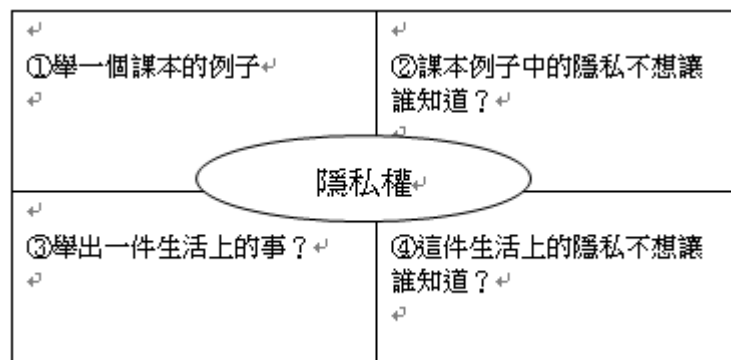 ①舉一個課本的例子
②課本例子中的隱私不想讓
誰知道？
隱私權
③舉出一件生活上的事？
④這件生活上的隱私不想讓
誰知道？